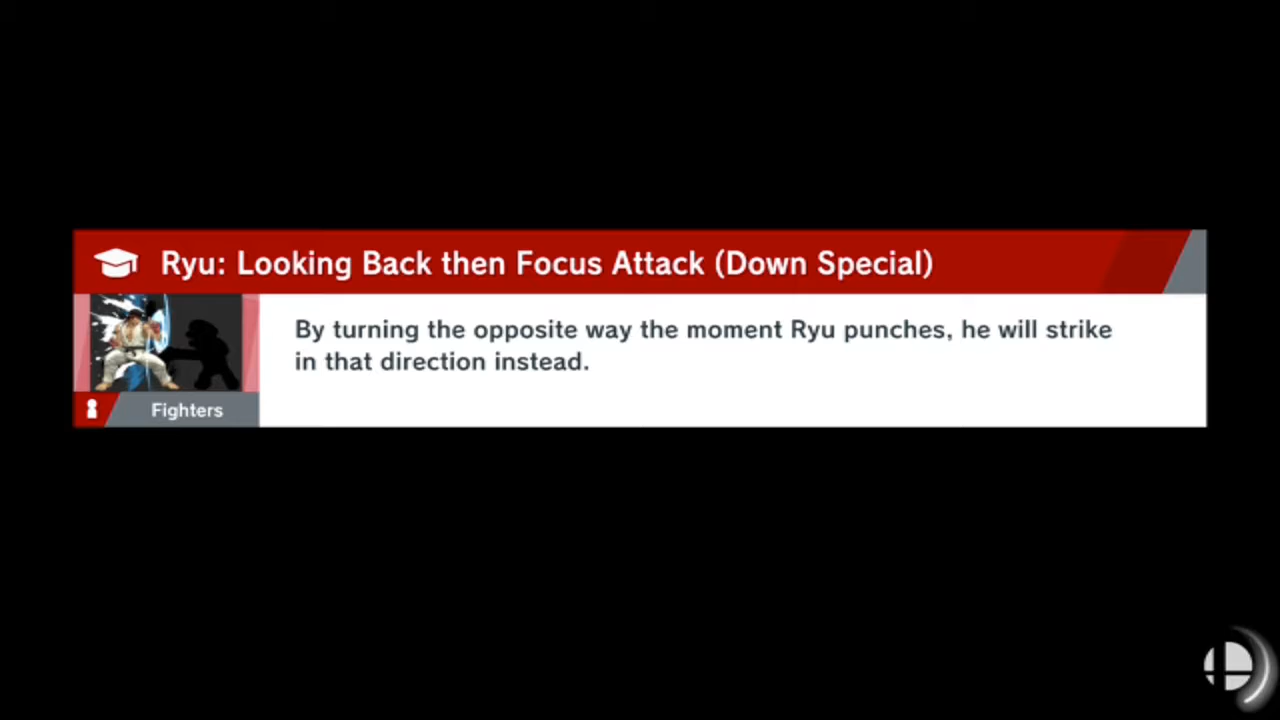 Ryu: Looking Back then Focus Attack (Down Special)
By turning the opposite way the moment Ryu punches, he will strike
in that direction instead.
Fighters